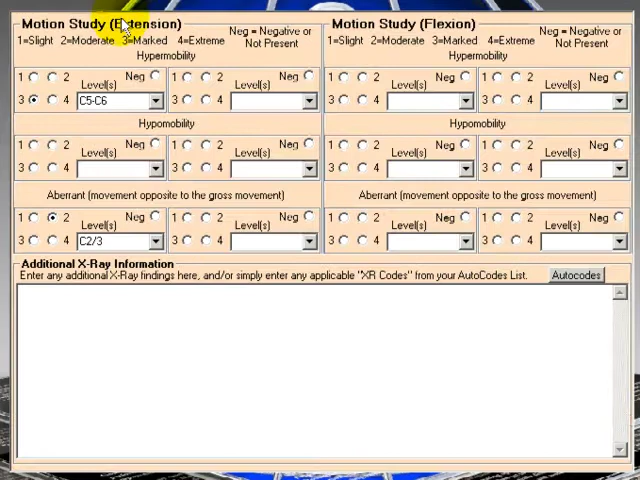 Motion Study (Extension)
1=Slight 2=Moderate 3=Marked 4=Extreme
Neg = Negative or
Not Present
Hypermobility
1 2 Neg
Level(s)
3 4 C5-C6
1 2 Neg
Level(s)
3 4
Hypomobility
1 2 Neg
Level(s)
3 4
1 2 Neg
Level(s)
3 4
Aberrant (movement opposite to the gross movement)
1 2 Neg
Level(s)
3 4 C2/3
1 2 Neg
Level(s)
3 4
Motion Study (Flexion)
1=Slight 2=Moderate 3=Marked 4=Extreme
Neg = Negative or
Not Present
Hypermobility
1 2 Neg
Level(s)
3 4
1 2 Neg
Level(s)
3 4
Hypomobility
1 2 Neg
Level(s)
3 4
1 2 Neg
Level(s)
3 4
Aberrant (movement opposite to the gross movement)
1 2 Neg
Level(s)
3 4
1 2 Neg
Level(s)
3 4
Additional X-Ray Information
Enter any additional X-Ray findings here, and/or simply enter any applicable "XR Codes" from your AutoCodes List.
Autocodes